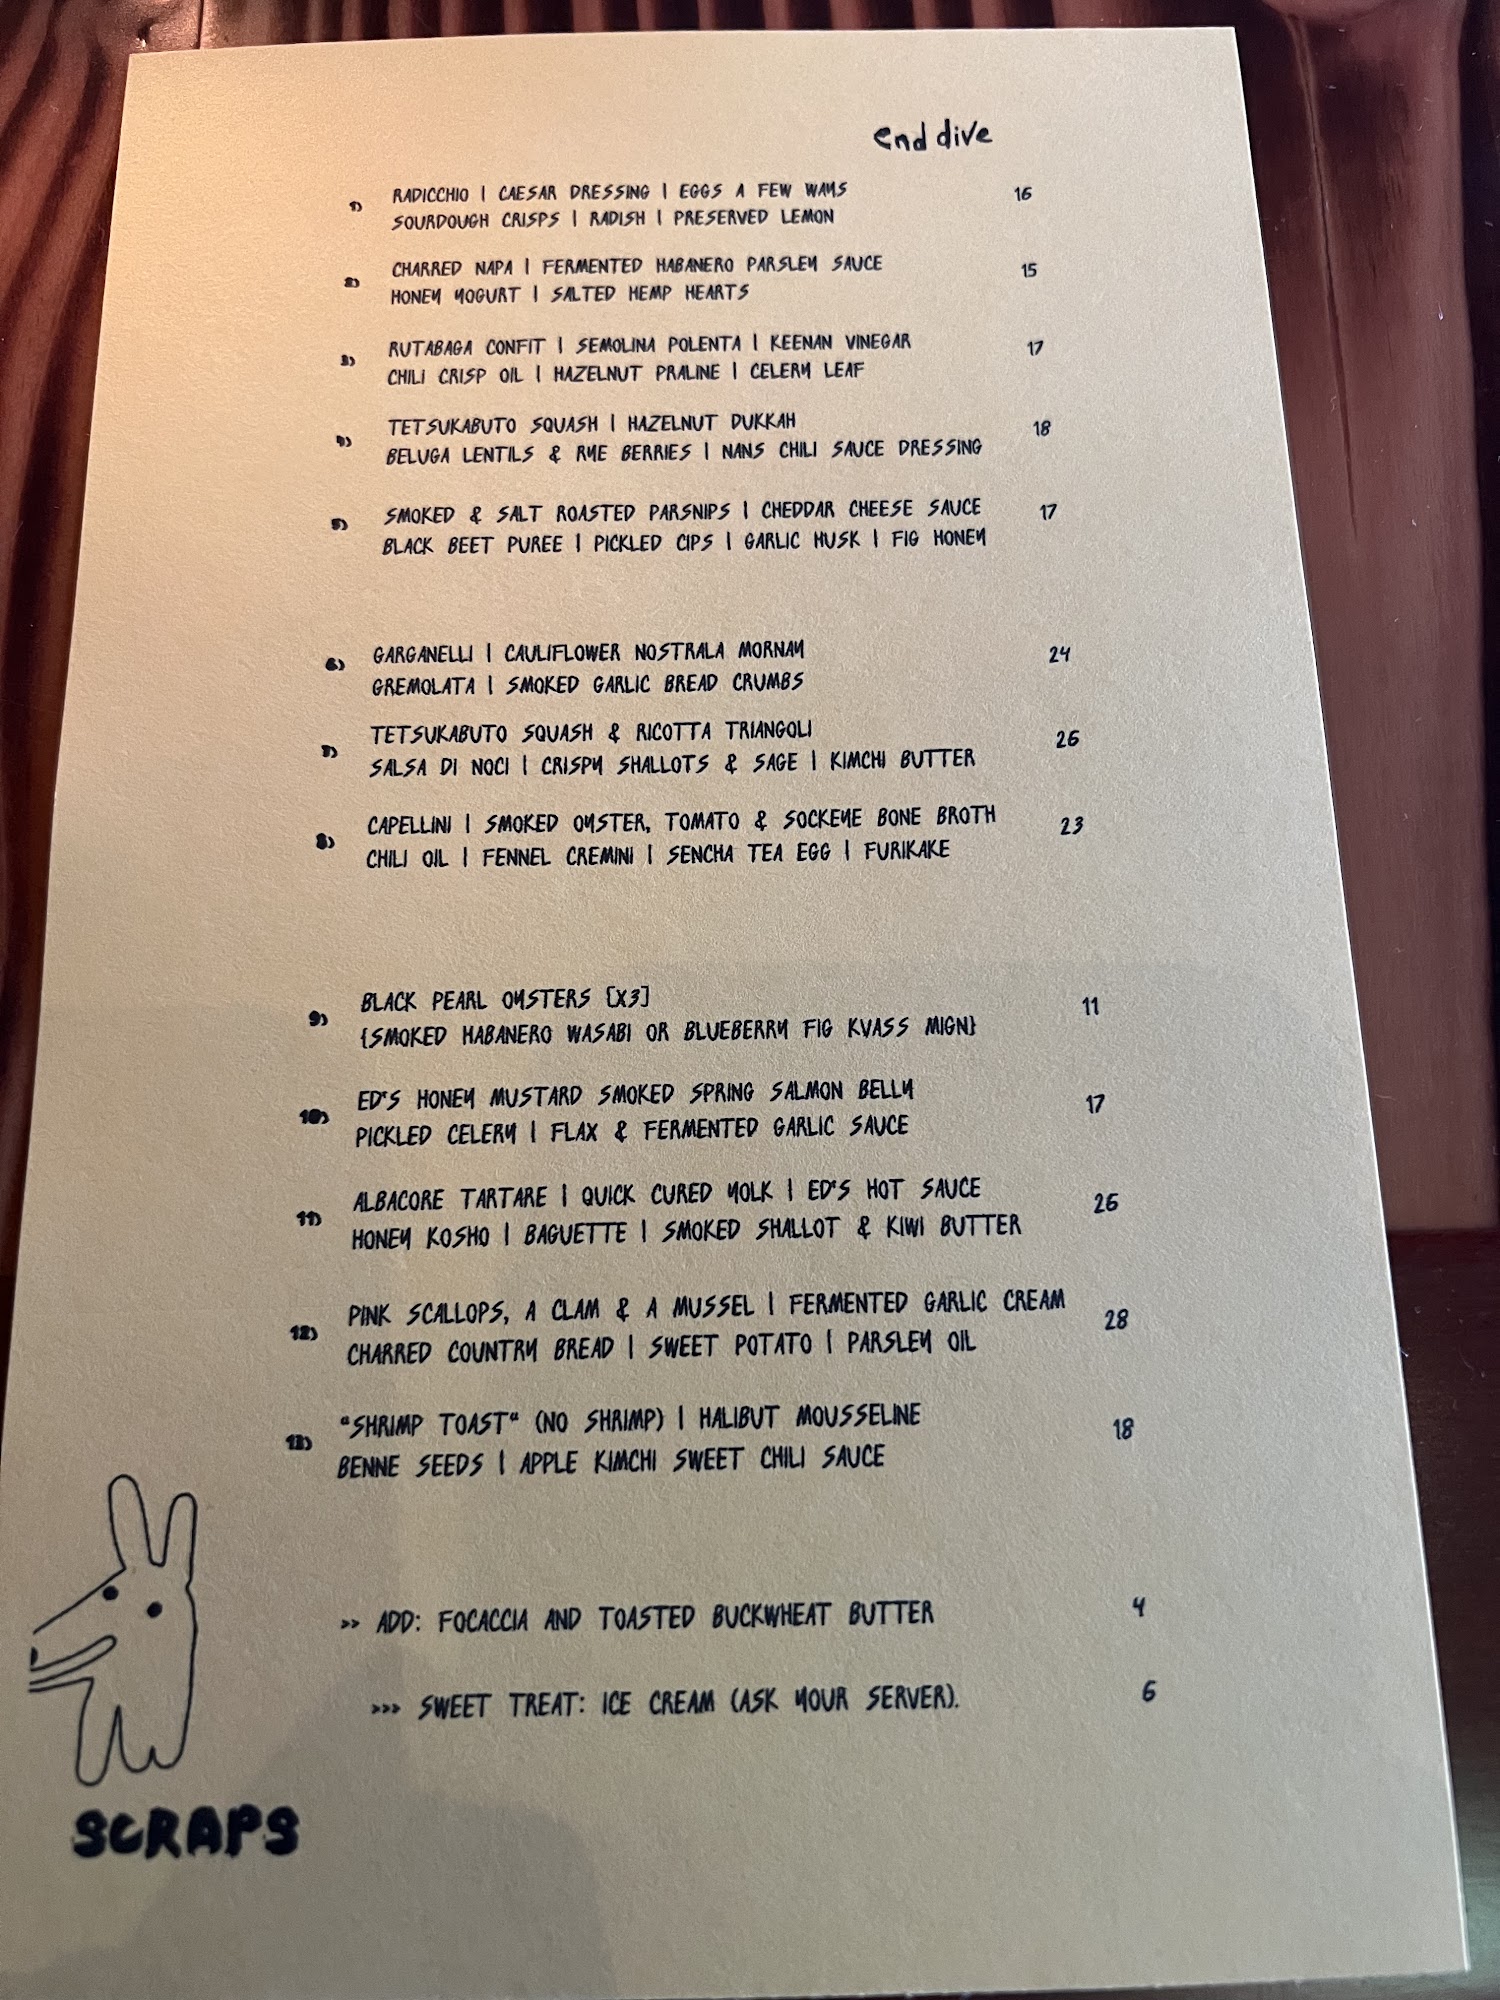 end dive
1) RADICCHIO | CAESAR DRESSING | EGGS A FEW WAYS 16
SOURDOUGH CRISPS | RADISH | PRESERVED LEMON
2) CHARRED NAPA | FERMENTED HABANERO PARSLEY SAUCE 15
HONEY YOGURT | SALTED HEMP HEARTS
3) RUTABAGA CONFIT | SEMOLINA POLENTA | KEENAN VINEGAR 17
CHILI CRISP OIL | HAZELNUT PRALINE | CELERY LEAF
4) TETSUKABUTO SQUASH | HAZELNUT DUKKAH 18
BELUGA LENTILS & RYE BERRIES | NANS CHILI SAUCE DRESSING
5) SMOKED & SALT ROASTED PARSNIPS | CHEDDAR CHEESE SAUCE 17
BLACK BEET PUREE | PICKLED CIPS | GARLIC HUSK | FIG HONEY
6) GARGANELLI | CAULIFLOWER NOSTRALA MORNAY 24
GREMOLATA | SMOKED GARLIC BREAD CRUMBS
7) TETSUKABUTO SQUASH & RICOTTA TRIANGOLI 26
SALSA DI NOCI | CRISPY SHALLOTS & SAGE | KIMCHI BUTTER
8) CAPELLINI | SMOKED OYSTER, TOMATO & SOCKEYE BONE BROTH 23
CHILI OIL | FENNEL CREMINI | SENCHA TEA EGG | FURIKAKE
9) BLACK PEARL OYSTERS [X3] 11
{SMOKED HABANERO WASABI OR BLUEBERRY FIG KVASS MIGN}
10) ED'S HONEY MUSTARD SMOKED SPRING SALMON BELLY 17
PICKLED CELERY | FLAX & FERMENTED GARLIC SAUCE
11) ALBACORE TARTARE | QUICK CURED YOLK | ED'S HOT SAUCE 26
HONEY KOSHO | BAGUETTE | SMOKED SHALLOT & KIWI BUTTER
12) PINK SCALLOPS, A CLAM & A MUSSEL | FERMENTED GARLIC CREAM 28
CHARRED COUNTRY BREAD | SWEET POTATO | PARSLEY OIL
13) "SHRIMP TOAST" (NO SHRIMP) | HALIBUT MOUSSELINE 18
BENNE SEEDS | APPLE KIMCHI SWEET CHILI SAUCE
>> ADD: FOCACCIA AND TOASTED BUCKWHEAT BUTTER 4
>>> SWEET TREAT: ICE CREAM (ASK YOUR SERVER). 6
SCRAPS